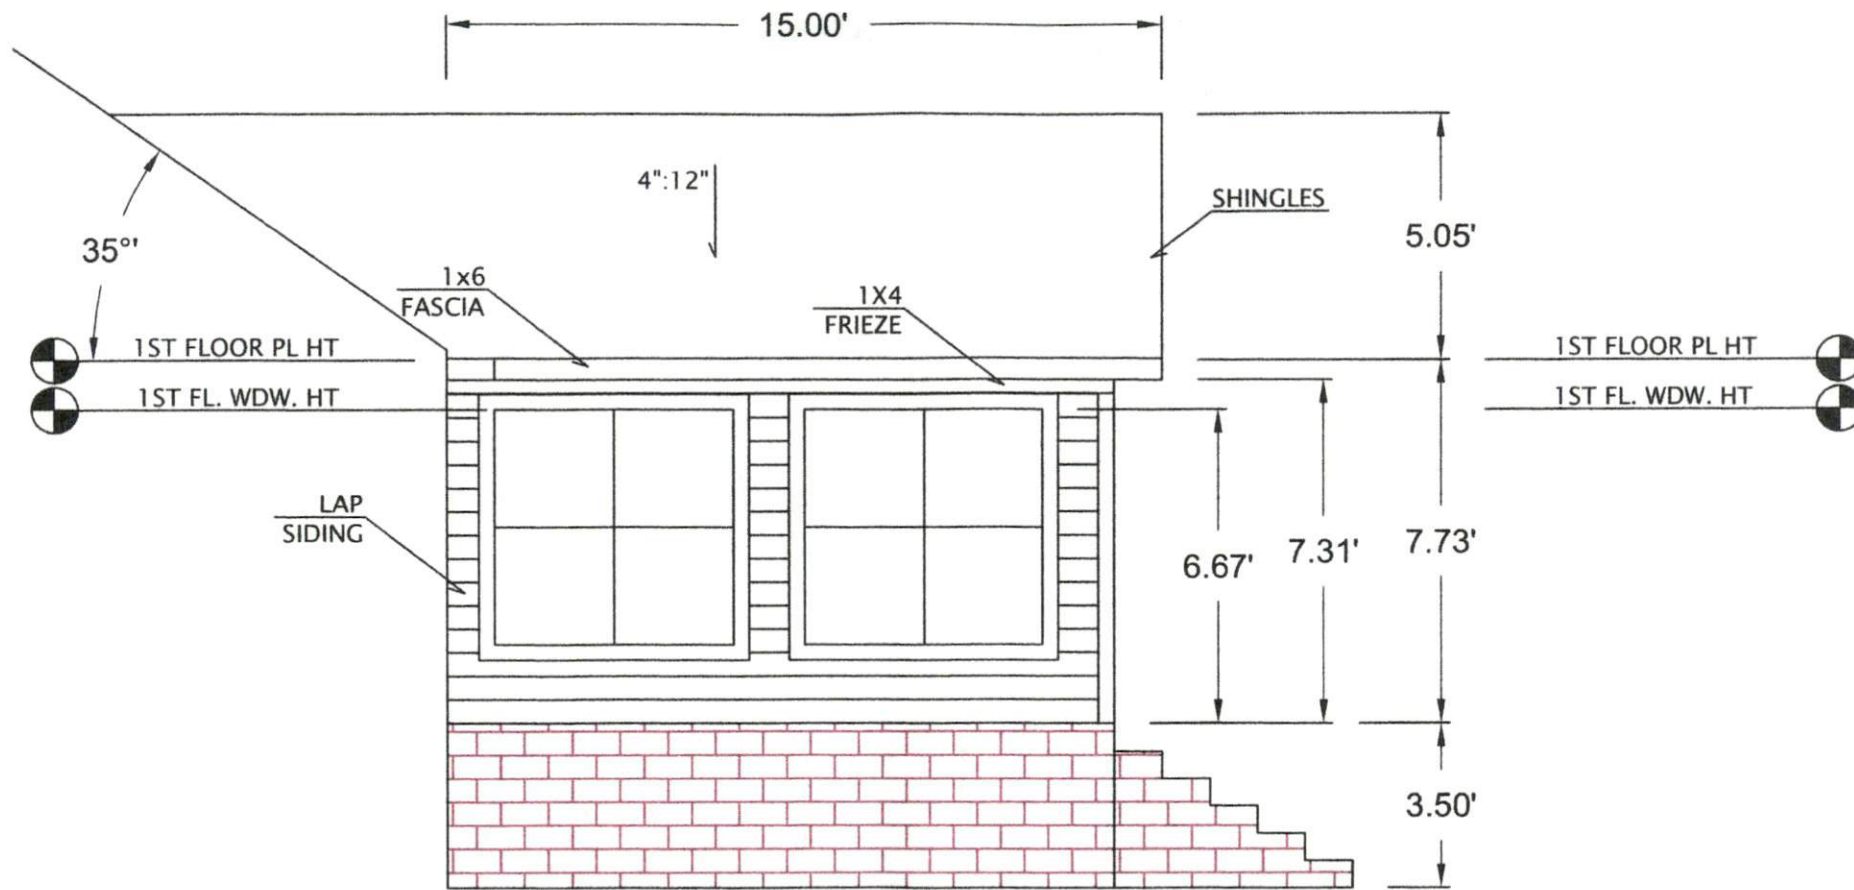 15.00'
4":12"
SHINGLES
5.05'
35°'
1x6
FASCIA
1X4
FRIEZE
1ST FLOOR PL HT
1ST FLOOR PL HT
1ST FL. WDW. HT
1ST FL. WDW. HT
LAP
SIDING
6.67'
7.31'
7.73'
3.50'